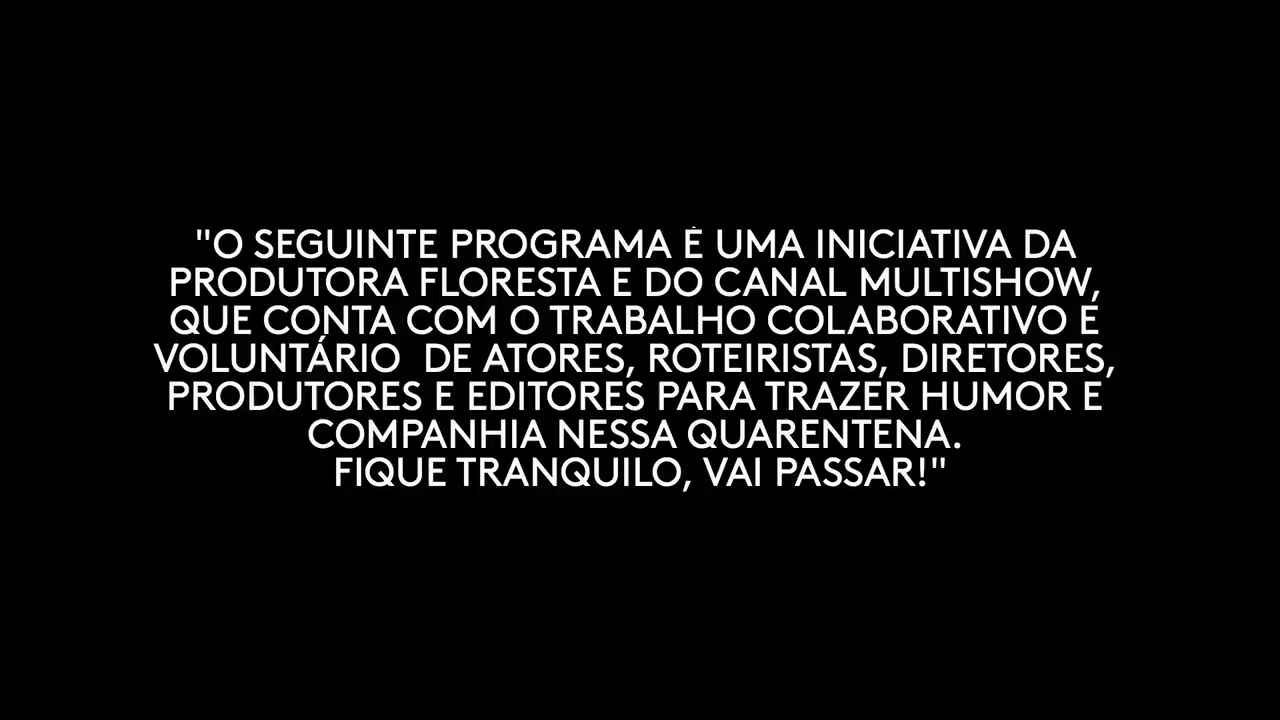 "O SEGUINTE PROGRAMA É UMA INICIATIVA DA
PRODUTORA FLORESTA E DO CANAL MULTISHOW,
QUE CONTA COM O TRABALHO COLABORATIVO E
VOLUNTÁRIO  DE ATORES, ROTEIRISTAS, DIRETORES,
PRODUTORES E EDITORES PARA TRAZER HUMOR E
COMPANHIA NESSA QUARENTENA.
FIQUE TRANQUILO, VAI PASSAR!"